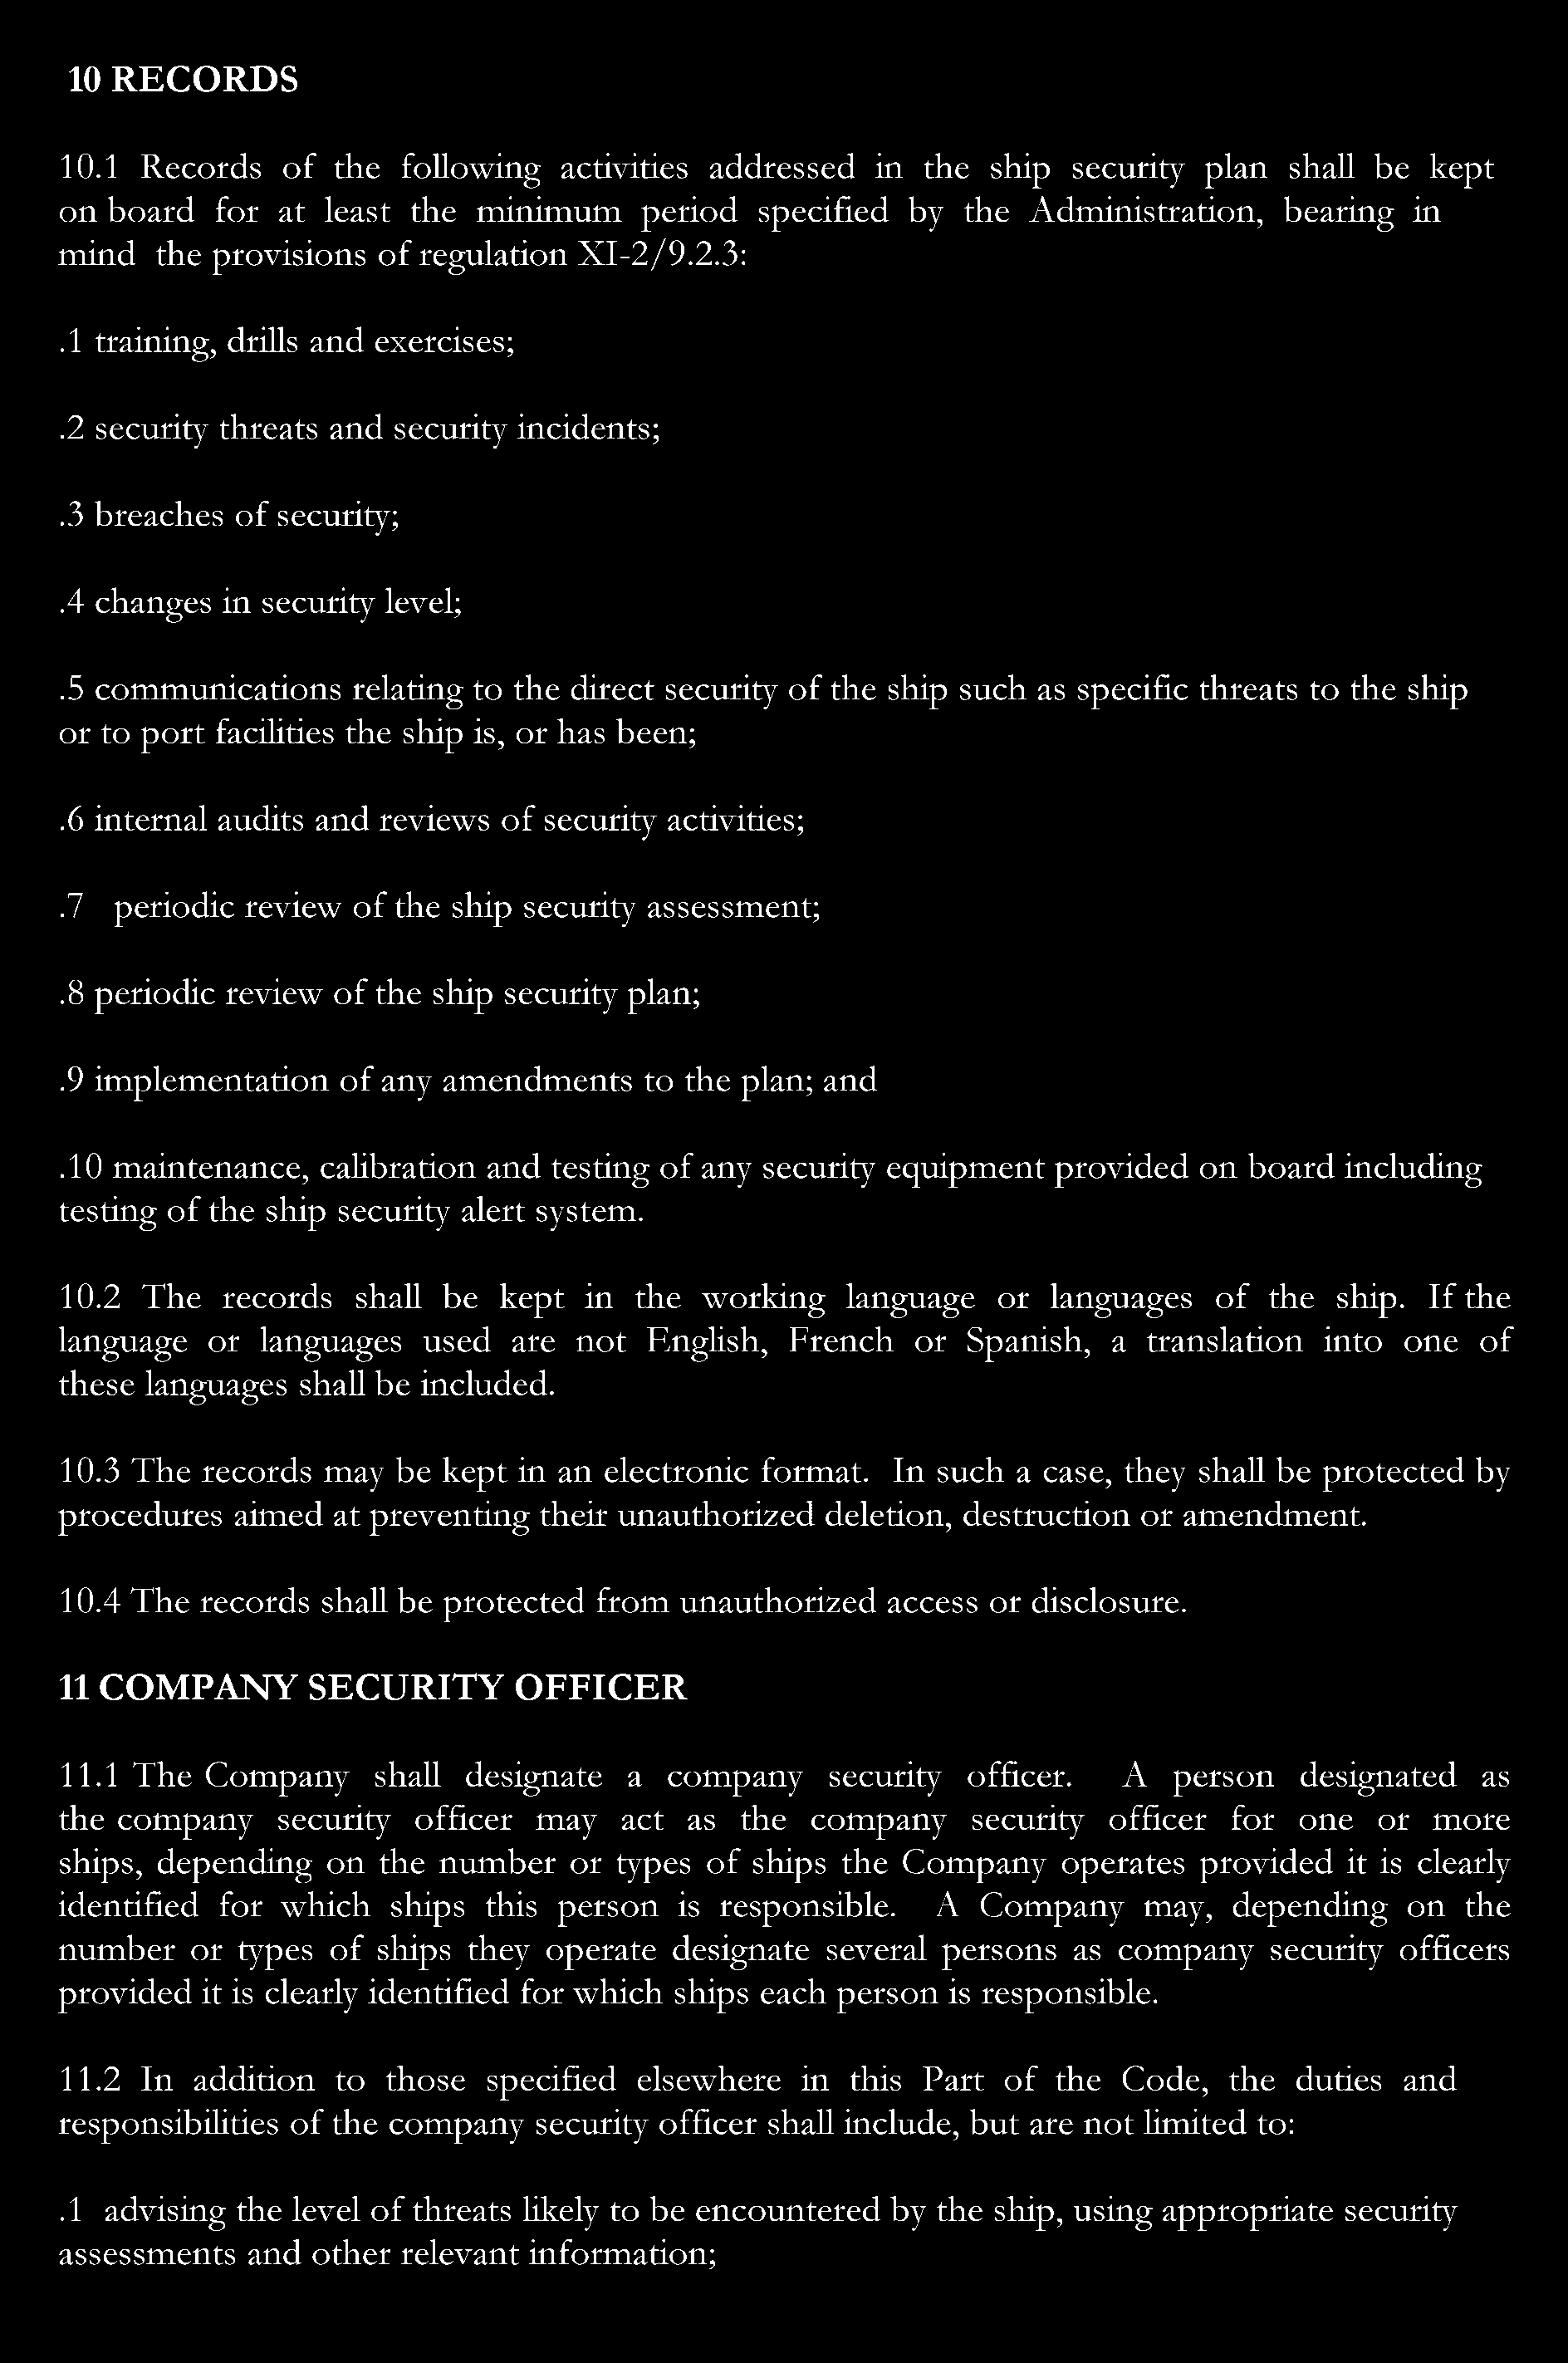 10 RECORDS
10.1 Records of the following activities addressed in the ship security plan shall be kept
on board for at least the minimum period specified by the Administration, bearing in
mind the provisions of regulation XI-2/9.2.3:
.1 training, drills and exercises;
.2 security threats and security incidents;
.3 breaches of security;
.4 changes in security level;
.5 communications relating to the direct security of the ship such as specific threats to the ship
or to port facilities the ship is, or has been;
.6 internal audits and reviews of security activities;
.7 periodic review of the ship security assessment;
.8 periodic review of the ship security plan;
.9 implementation of any amendments to the plan; and
.10 maintenance, calibration and testing of any security equipment provided on board including
testing of the ship security alert system.
10.2 The records shall be kept in the working language or languages of the ship. If the
language or languages used are not English, French or Spanish, a translation into one of
these languages shall be included.
10.3 The records may be kept in an electronic format. In such a case, they shall be protected by
procedures aimed at preventing their unauthorized deletion, destruction or amendment.
10.4 The records shall be protected from unauthorized access or disclosure.
11 COMPANY SECURITY OFFICER
11.1 The Company shall designate a company security officer. A person designated as
the company security officer may act as the company security officer for one or more
ships, depending on the number or types of ships the Company operates provided it is clearly
identified for which ships this person is responsible. A Company may, depending on the
number or types of ships they operate designate several persons as company security officers
provided it is clearly identified for which ships each person is responsible.
11.2 In addition to those specified elsewhere in this Part of the Code, the duties and
responsibilities of the company security officer shall include, but are not limited to:
.1 advising the level of threats likely to be encountered by the ship, using appropriate security
assessments and other relevant information;